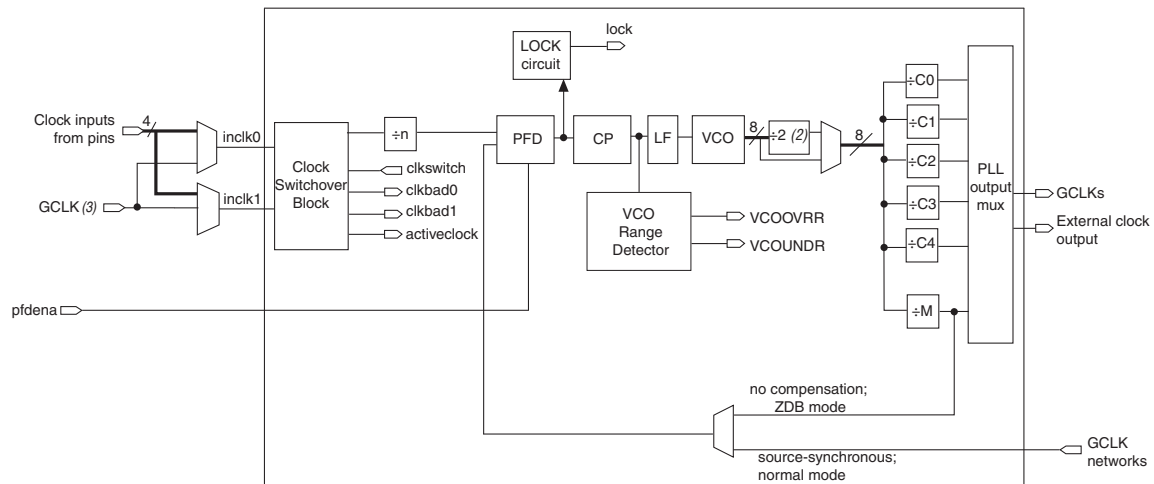 lock
LOCK
circuit
Clock inputs
from pins
4
inclk0
GCLK (3)
inclk1
Clock
Switchover
Block
÷n
clkswitch
clkbad0
clkbad1
activeclock
pfdena
PFD
CP
LF
VCO
8
÷2 (2)
8
VCO
Range
Detector
VCOOVRR
VCOUNDR
÷C0
÷C1
÷C2
÷C3
÷C4
÷M
PLL
output
mux
GCLKs
External clock
output
no compensation;
ZDB mode
source-synchronous;
normal mode
GCLK
networks